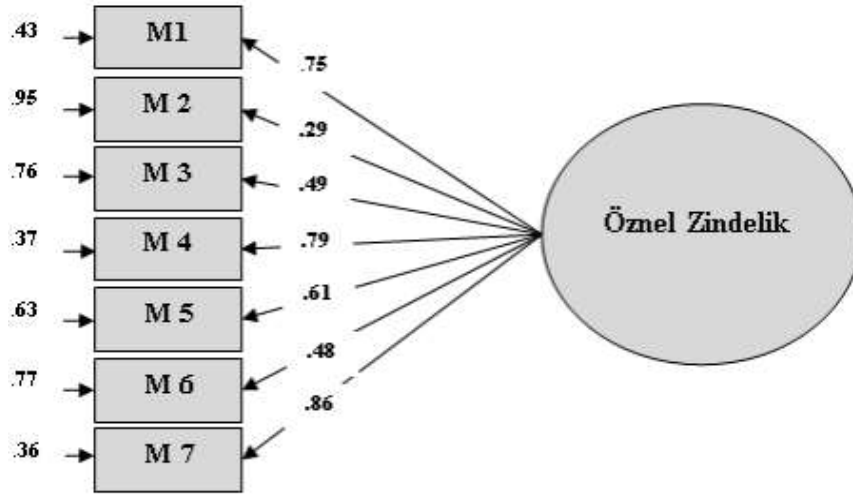 .43 M1 .75
.95 M 2 .29
.76 M 3 .49
.37 M 4 .79
.63 M 5 .61
.77 M 6 .48
.36 M 7 .86
Öznel Zindelik